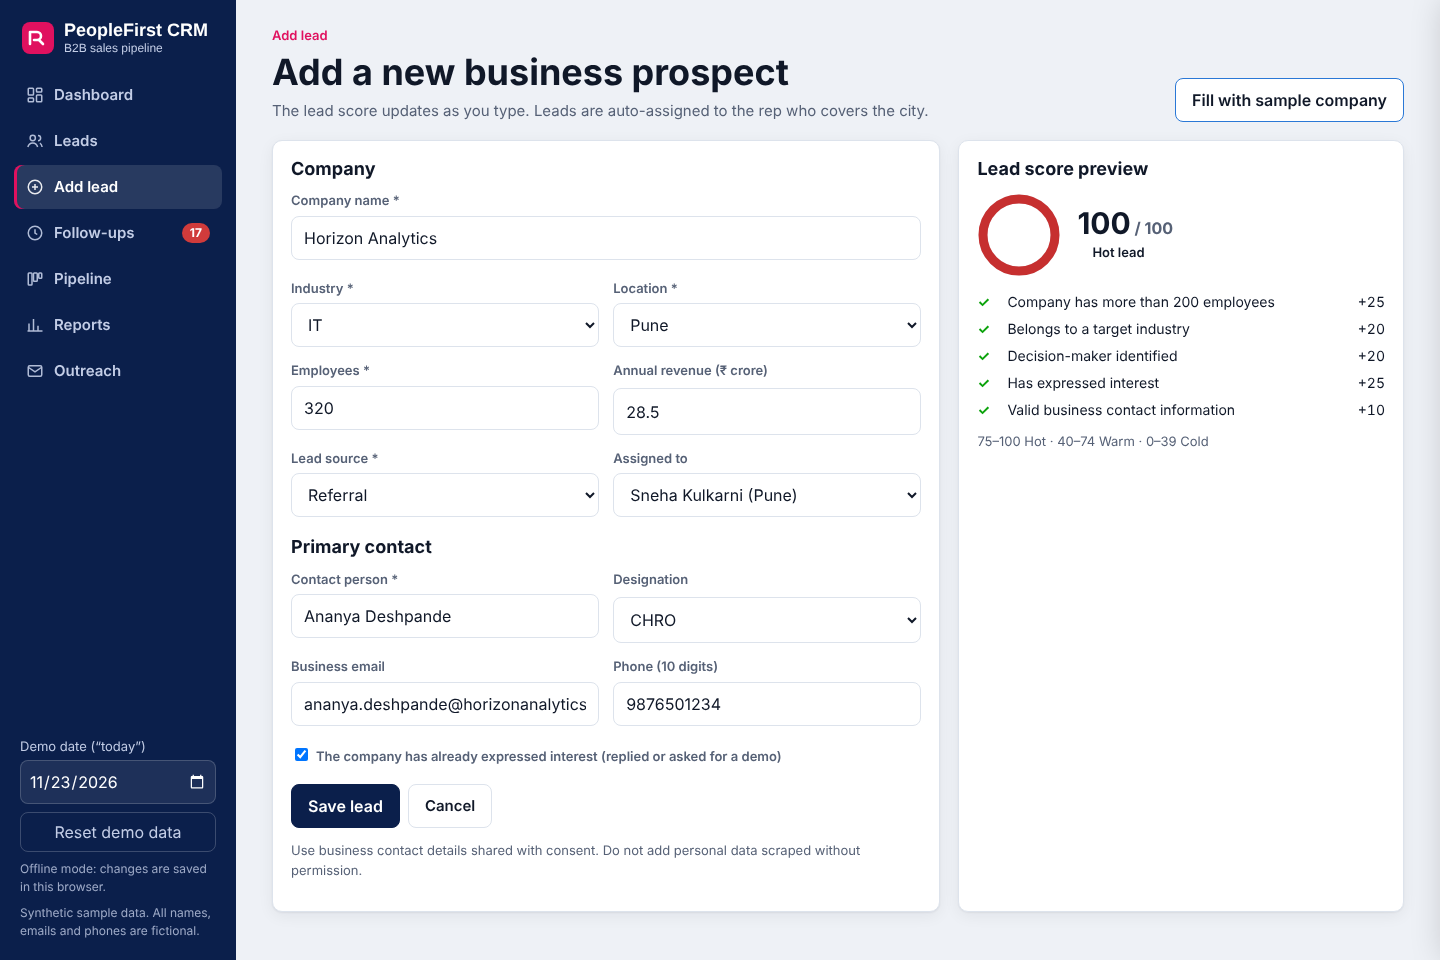 PeopleFirst CRM
B2B sales pipeline
Dashboard
Leads
Add lead
Follow-ups 17
Pipeline
Reports
Outreach
Demo date (“today”)
11/23/2026
Reset demo data
Offline mode: changes are saved
in this browser.
Synthetic sample data. All names,
emails and phones are fictional.
Add lead
Add a new business prospect
The lead score updates as you type. Leads are auto-assigned to the rep who covers the city.
Fill with sample company
Company
Company name *
Horizon Analytics
Industry * Location *
IT Pune
Employees * Annual revenue (₹ crore)
320 28.5
Lead source * Assigned to
Referral Sneha Kulkarni (Pune)
Primary contact
Contact person * Designation
Ananya Deshpande CHRO
Business email Phone (10 digits)
ananya.deshpande@horizonanalytics 9876501234
The company has already expressed interest (replied or asked for a demo)
Save lead Cancel
Use business contact details shared with consent. Do not add personal data scraped without
permission.
Lead score preview
100 / 100
Hot lead
Company has more than 200 employees +25
Belongs to a target industry +20
Decision-maker identified +20
Has expressed interest +25
Valid business contact information +10
75–100 Hot · 40–74 Warm · 0–39 Cold